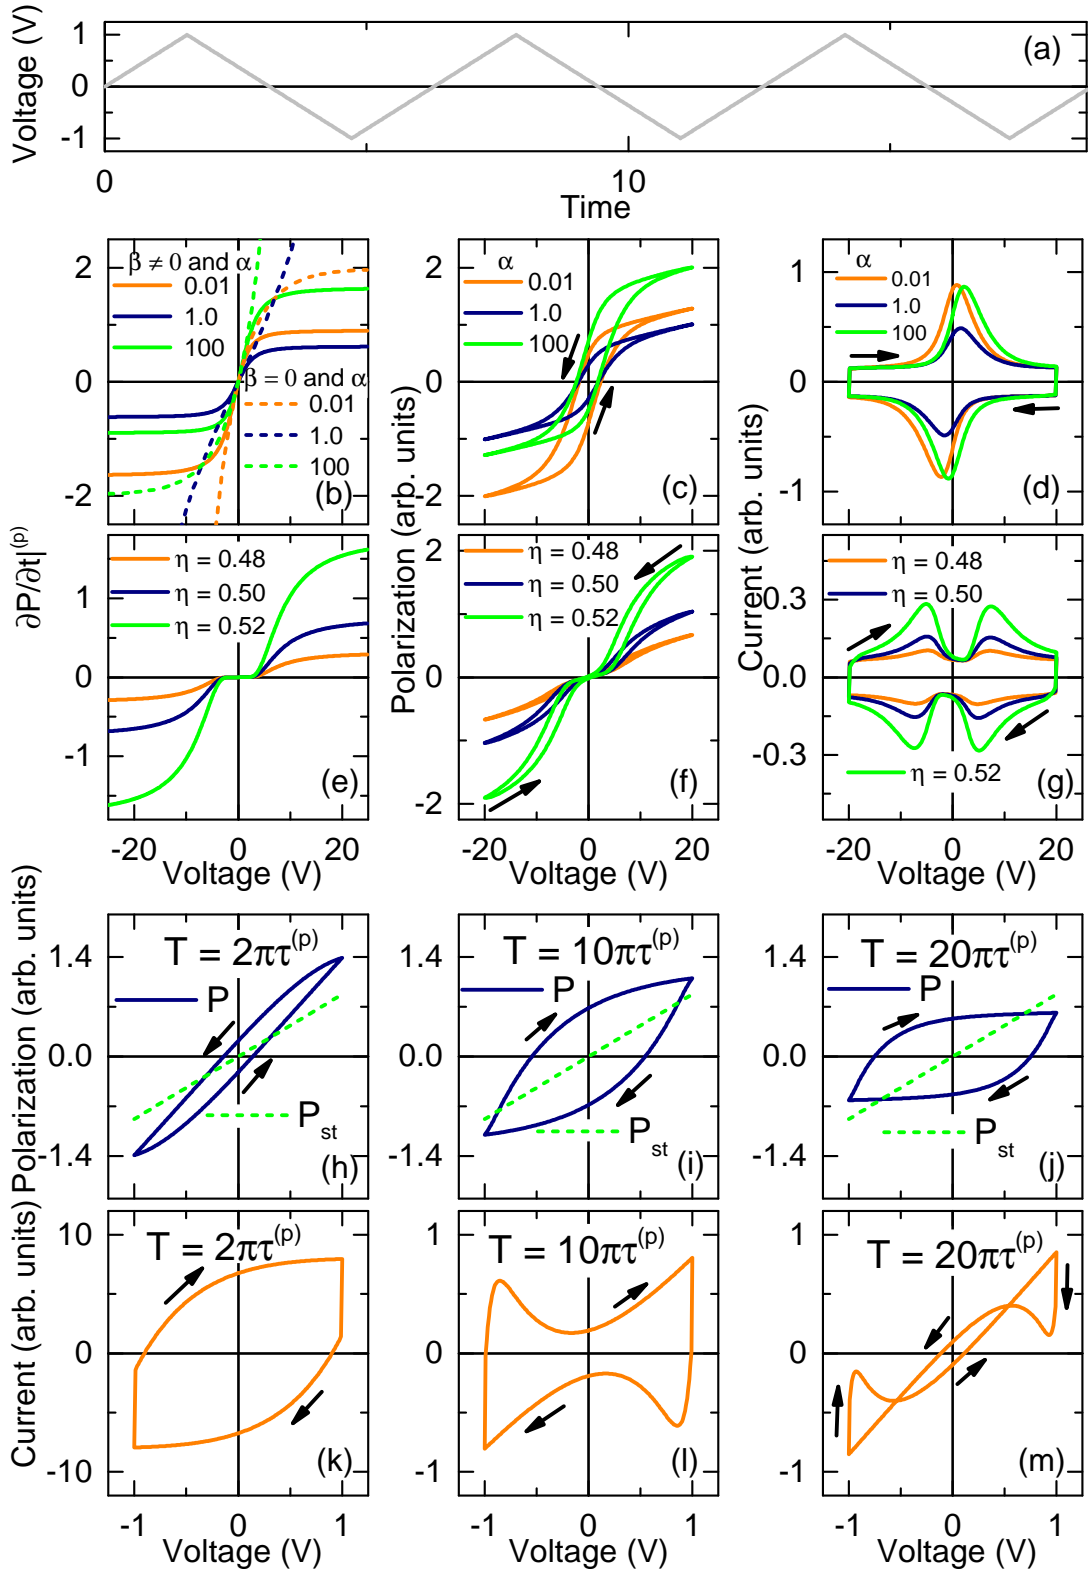 Voltage (V)
1
0
-1
(a)
0
10
Time
∂P/∂t|(p)
2
0
-2
β ≠ 0 and α
0.01
1.0
100
β = 0 and α
0.01
1.0
100
(b)
Polarization (arb. units)
2
1
0
-1
-2
α
0.01
1.0
100
(c)
Current (arb. units)
1
0
-1
α
0.01
1.0
100
(d)
1
0
-1
η = 0.48
η = 0.50
η = 0.52
(e)
-20
0
20
Voltage (V)
2
0
-2
η = 0.48
η = 0.50
η = 0.52
(f)
-20
0
20
Voltage (V)
0.3
0.0
-0.3
η = 0.48
η = 0.50
η = 0.52
(g)
-20
0
20
Voltage (V)
Polarization (arb. units)
1.4
0.0
-1.4
T = 2πτ(p)
P
Pst
(h)
1.4
0.0
-1.4
T = 10πτ(p)
P
Pst
(i)
1.4
0.0
-1.4
T = 20πτ(p)
P
Pst
(j)
Current (arb. units)
10
0
-10
T = 2πτ(p)
(k)
-1
0
1
Voltage (V)
1
0
-1
T = 10πτ(p)
(l)
-1
0
1
Voltage (V)
1
0
-1
T = 20πτ(p)
(m)
-1
0
1
Voltage (V)